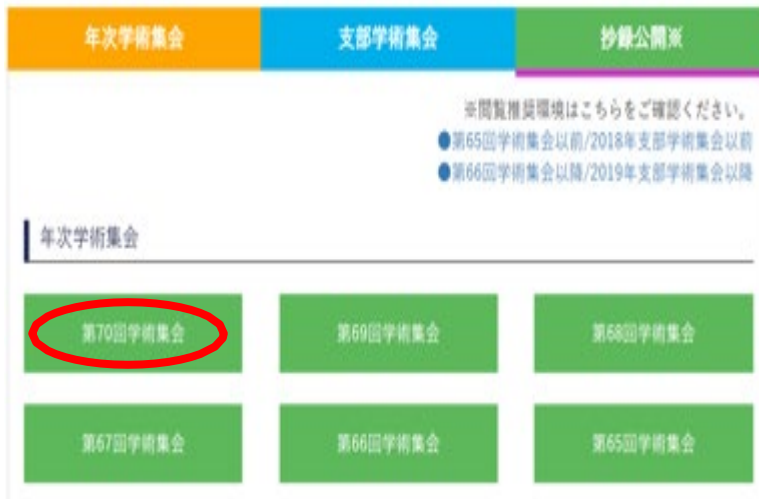 年次学術集会
支部学術集会
抄録公開※
※閲覧推奨環境はこちらをご確認ください。
●第65回学術集会以前/2018年支部学術集会以前
●第66回学術集会以降/2019年支部学術集会以降
年次学術集会
第70回学術集会
第69回学術集会
第68回学術集会
第67回学術集会
第66回学術集会
第65回学術集会